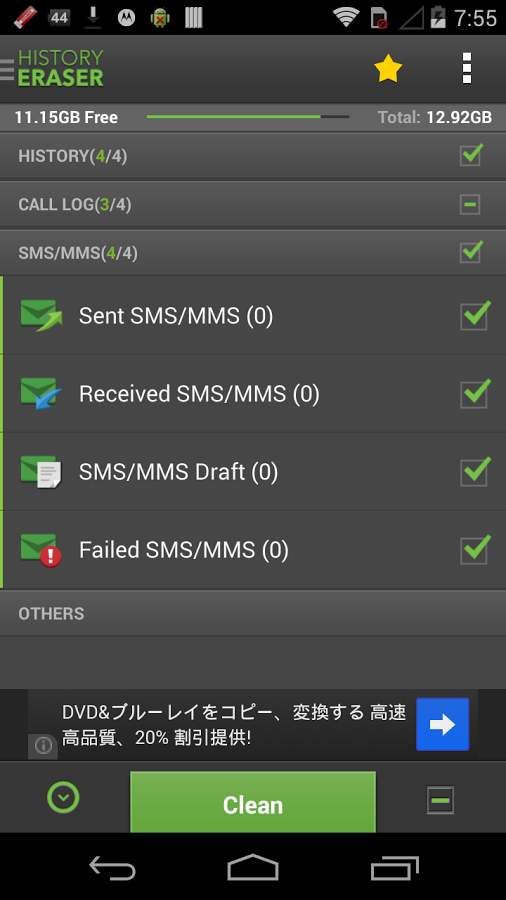 44
7:55
HISTORY
ERASER
11.15GB Free
Total: 12.92GB
HISTORY(4/4)
CALL LOG(3/4)
SMS/MMS(4/4)
Sent SMS/MMS (0)
Received SMS/MMS (0)
SMS/MMS Draft (0)
Failed SMS/MMS (0)
OTHERS
DVD&ブルーレイをコピー、変換する 高速
高品質、20% 割引提供!
Clean